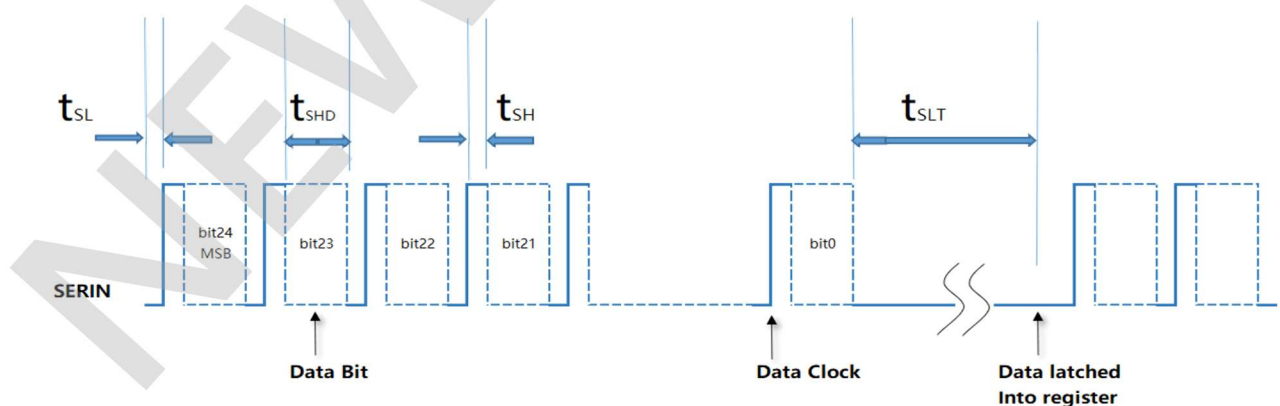 tSL
tSHD
tSH
tSLT
bit24
MSB
bit23
bit22
bit21
bit0
SERIN
Data Bit
Data Clock
Data latched
Into register